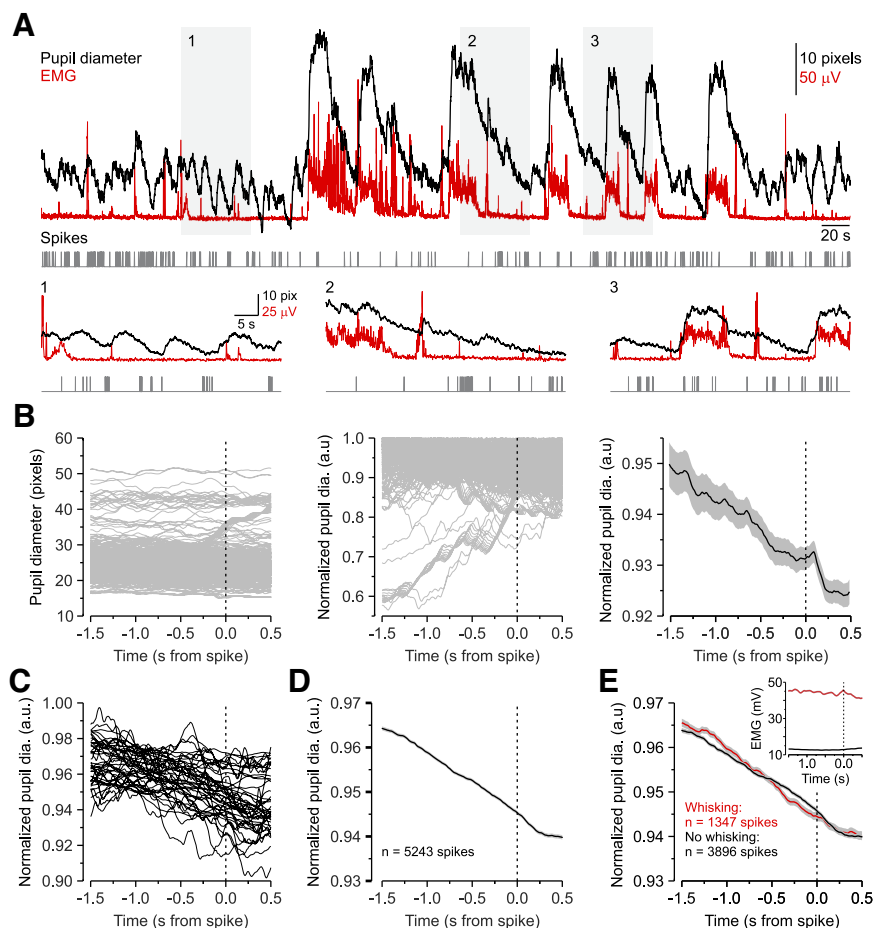 A
Pupil diameter
EMG
1
2
3
10 pixels
50 µV
20 s
Spikes
1
10 pix
25 µV
5 s
2
3
B
Pupil diameter (pixels)
60
50
40
30
20
10
-1.5 -1.0 -0.5 0.0 0.5
Time (s from spike)
Normalized pupil dia. (a.u)
1.0
0.9
0.8
0.7
0.6
-1.5 -1.0 -0.5 0.0 0.5
Time (s from spike)
Normalized pupil dia. (a.u)
0.95
0.94
0.93
0.92
-1.5 -1.0 -0.5 0.0 0.5
Time (s from spike)
C
Normalized pupil dia. (a.u.)
1.00
0.98
0.96
0.94
0.92
0.90
-1.5 -1.0 -0.5 0.0 0.5
Time (s from spike)
D
Normalized pupil dia. (a.u.)
0.97
0.96
0.95
0.94
0.93
n = 5243 spikes
-1.5 -1.0 -0.5 0.0 0.5
Time (s from spike)
E
Normalized pupil dia. (a.u.)
0.97
0.96
0.95
0.94
0.93
EMG (mV)
50
30
10
1.0 0.0
Time (s)
Whisking:
n = 1347 spikes
No whisking:
n = 3896 spikes
-1.5 -1.0 -0.5 0.0 0.5
Time (s from spike)